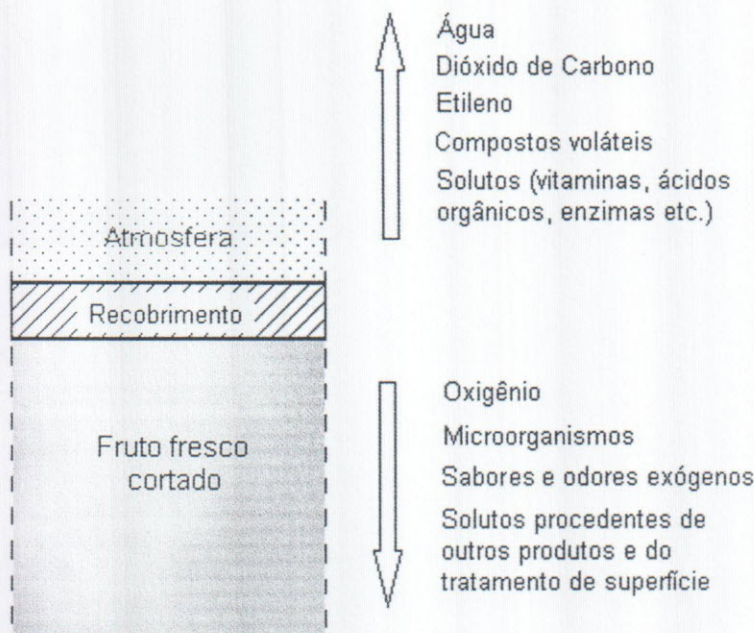 Água
Dióxido de Carbono
Etileno
Compostos voláteis
Solutos (vitaminas, ácidos
orgânicos, enzimas etc.)
Atmosfera
Recobrimento
Fruto fresco
cortado
Oxigênio
Microorganismos
Sabores e odores exógenos
Solutos procedentes de
outros produtos e do
tratamento de superfície